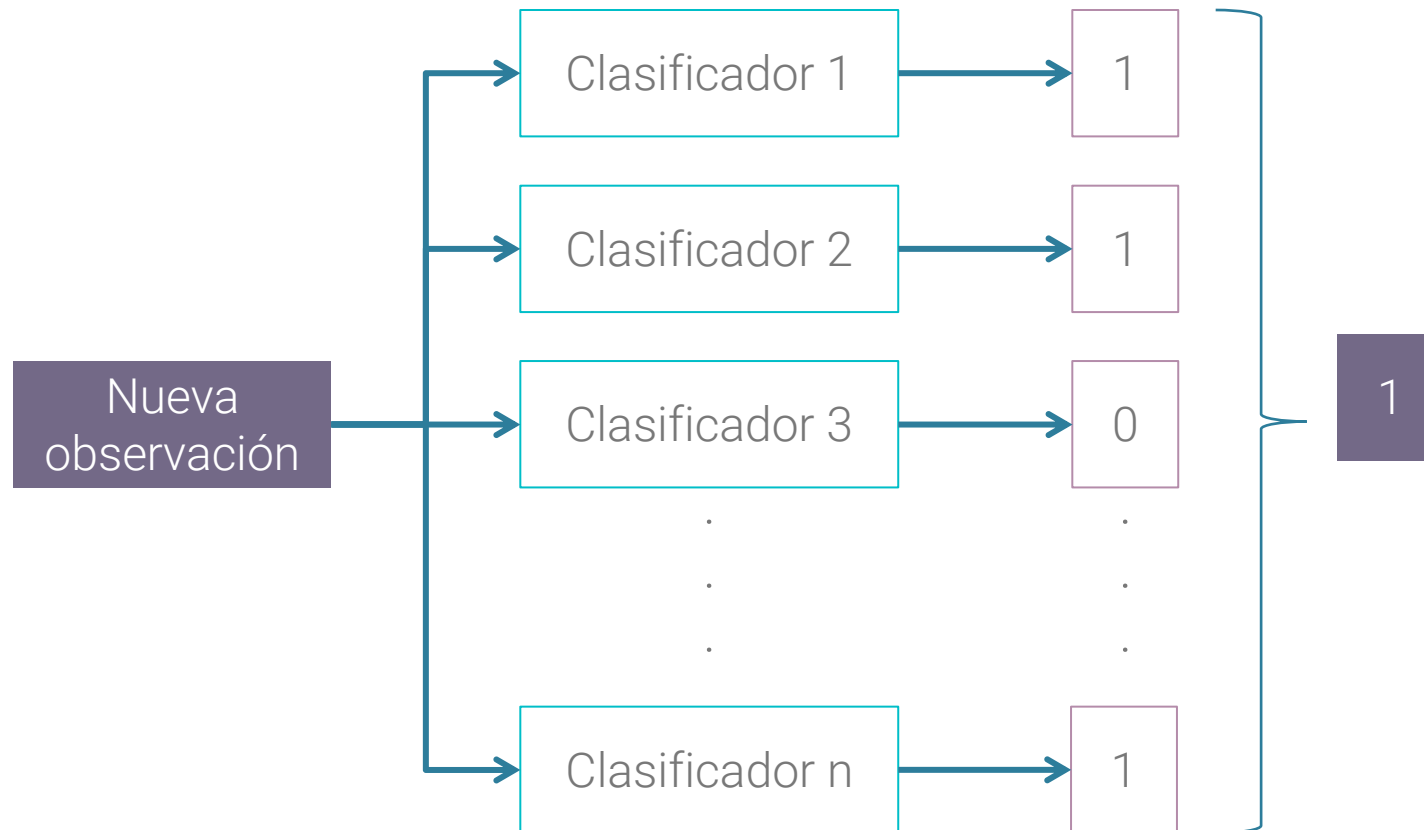 Clasificador 1
1
Clasificador 2
1
Nueva
observación
Clasificador 3
0
1
.
.
.
.
.
.
Clasificador n
1